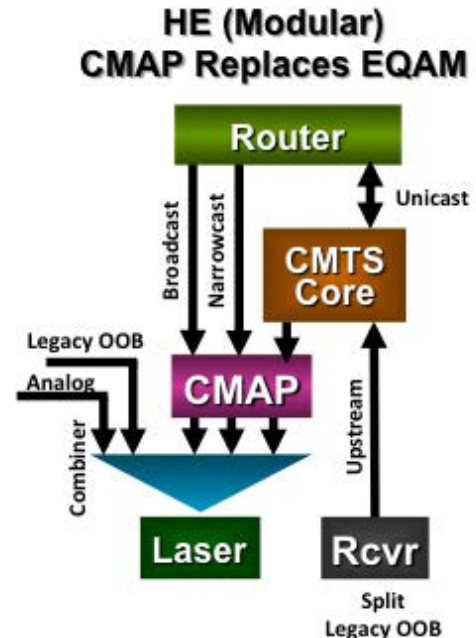 HE (Modular)
CMAP Replaces EQAM
Router
Broadcast
Narrowcast
Unicast
CMTS
Core
Legacy OOB
Analog
CMAP
Combiner
Upstream
Laser
Rcvr
Split
Legacy OOB